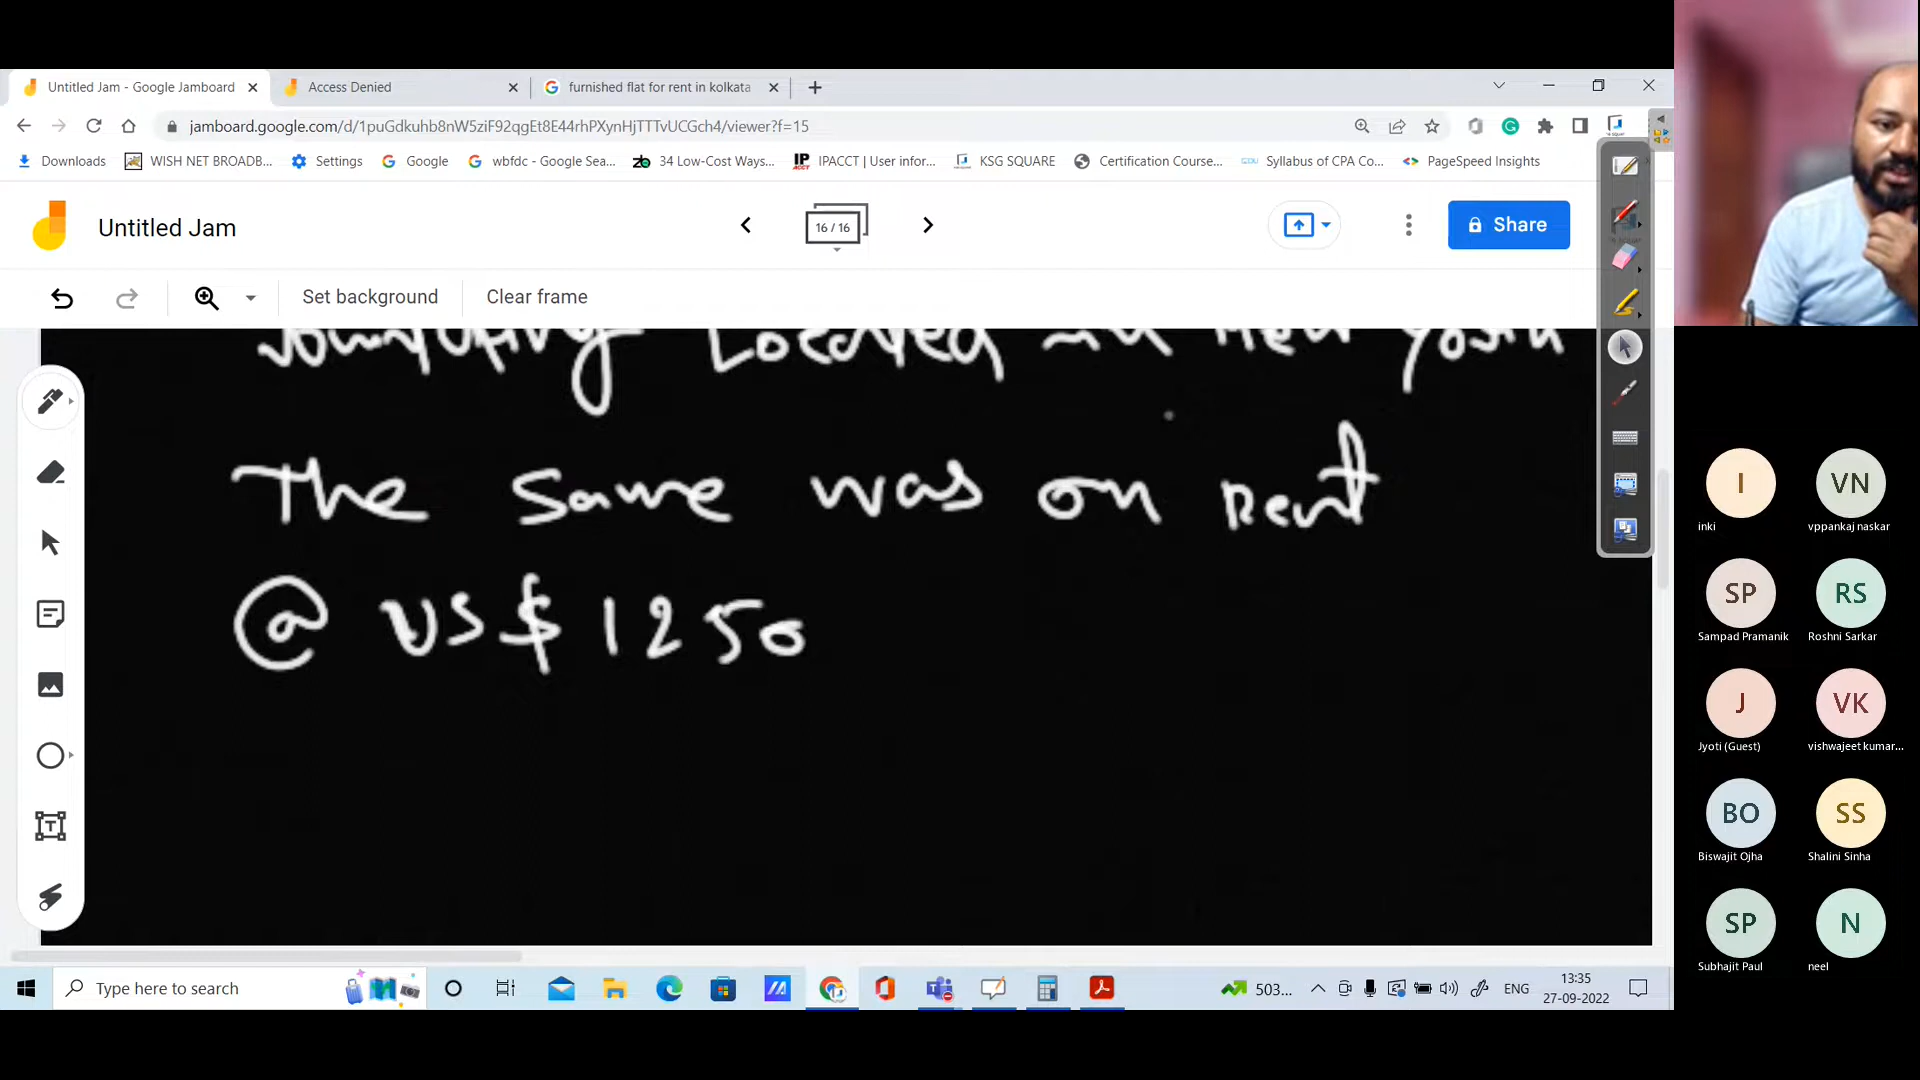 Untitled Jam - Google Jamboard
Access Denied
furnished flat for rent in kolkata
jamboard.google.com/d/1puGdkuhb8nW5ziF92qgEt8E44rhPXynHjTTTvUCGch4/viewer?f=15
Downloads WISH NET BROADB... Settings Google wbfdc - Google Sea... 34 Low-Cost Ways... IPACCT | User infor... KSG SQUARE Certification Course... Syllabus of CPA Co... PageSpeed Insights
Untitled Jam
16 / 16
Share
Set background Clear frame
Located in New York
The same was on Rent
@ US $ 1250
I VN
inki vppankaj naskar
SP RS
Sampad Pramanik Roshni Sarkar
J VK
Jyoti (Guest) vishwajeet kumar...
BO SS
Biswajit Ojha Shalini Sinha
SP N
Subhajit Paul neel
Type here to search
503...
ENG
13:35
27-09-2022